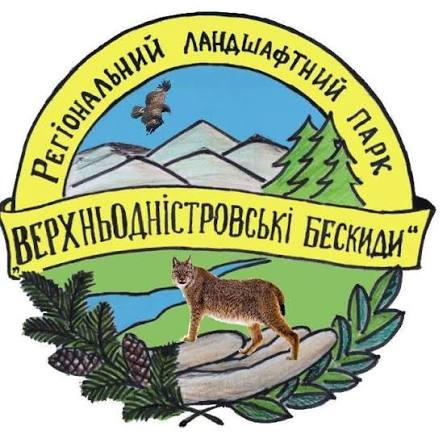 Регіональний ландшафтний парк
„Верхньодністровські Бескиди“